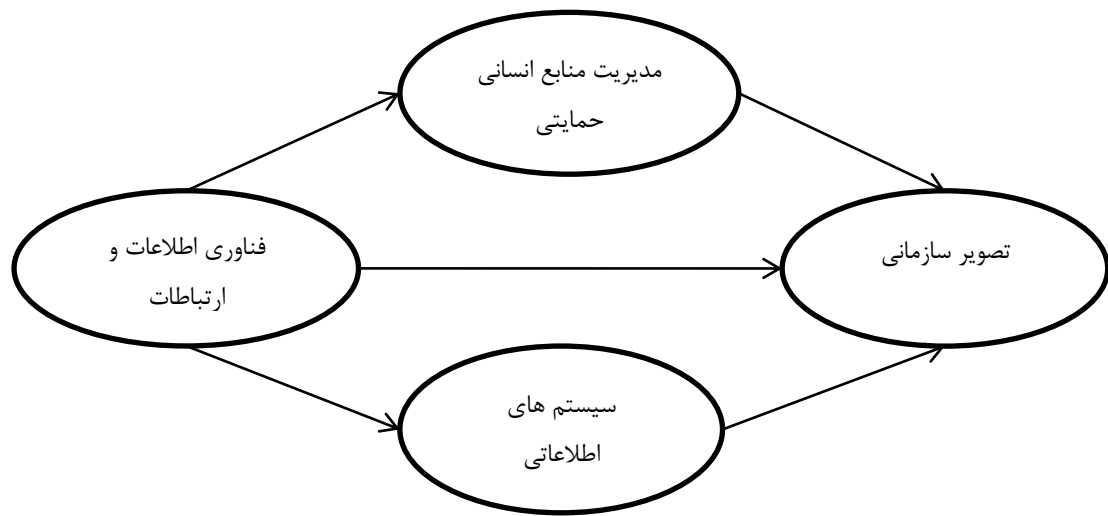 مدیریت منابع انسانی
حمایتی
فناوری اطلاعات و
ارتباطات
تصویر سازمانی
سیستم های
اطلاعاتی